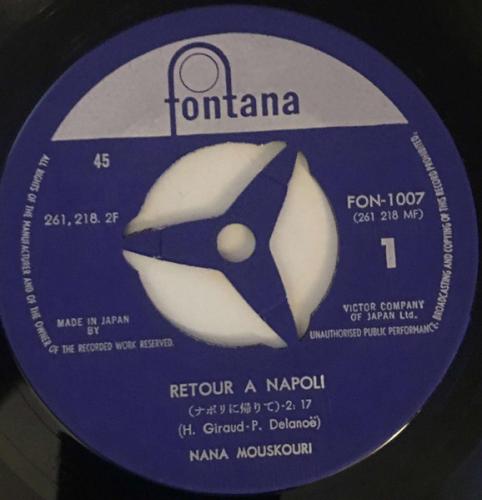 fontana
45
261, 218. 2F
FON-1007
(261 218 MF)
1
MADE IN JAPAN
BY
VICTOR COMPANY
OF JAPAN Ltd.
ALL RIGHTS OF THE MANUFACTURER AND OF THE OWNER OF THE RECORDED WORK RESERVED.
UNAUTHORISED PUBLIC PERFORMANCE, BROADCASTING AND COPYING OF THIS RECORD PROHIBITED.
RETOUR A NAPOLI
(ナポリに帰りて)-2: 17
(H. Giraud-P. Delanoë)
NANA MOUSKOURI